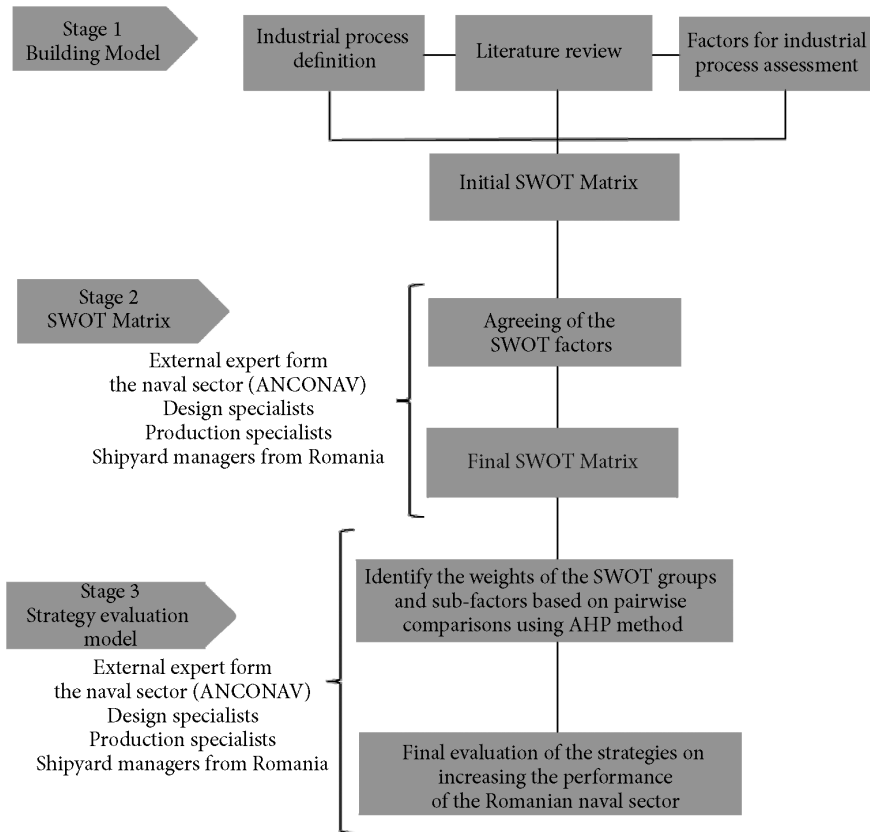 Stage 1
Building Model
Industrial process
definition
Literature review
Factors for industrial
process assessment
Initial SWOT Matrix
Stage 2
SWOT Matrix
External expert form
the naval sector (ANCONAV)
Design specialists
Production specialists
Shipyard managers from Romania
Agreeing of the
SWOT factors
Final SWOT Matrix
Stage 3
Strategy evaluation
model
External expert form
the naval sector (ANCONAV)
Design specialists
Production specialists
Shipyard managers from Romania
Identify the weights of the SWOT groups
and sub-factors based on pairwise
comparisons using AHP method
Final evaluation of the strategies on
increasing the performance
of the Romanian naval sector